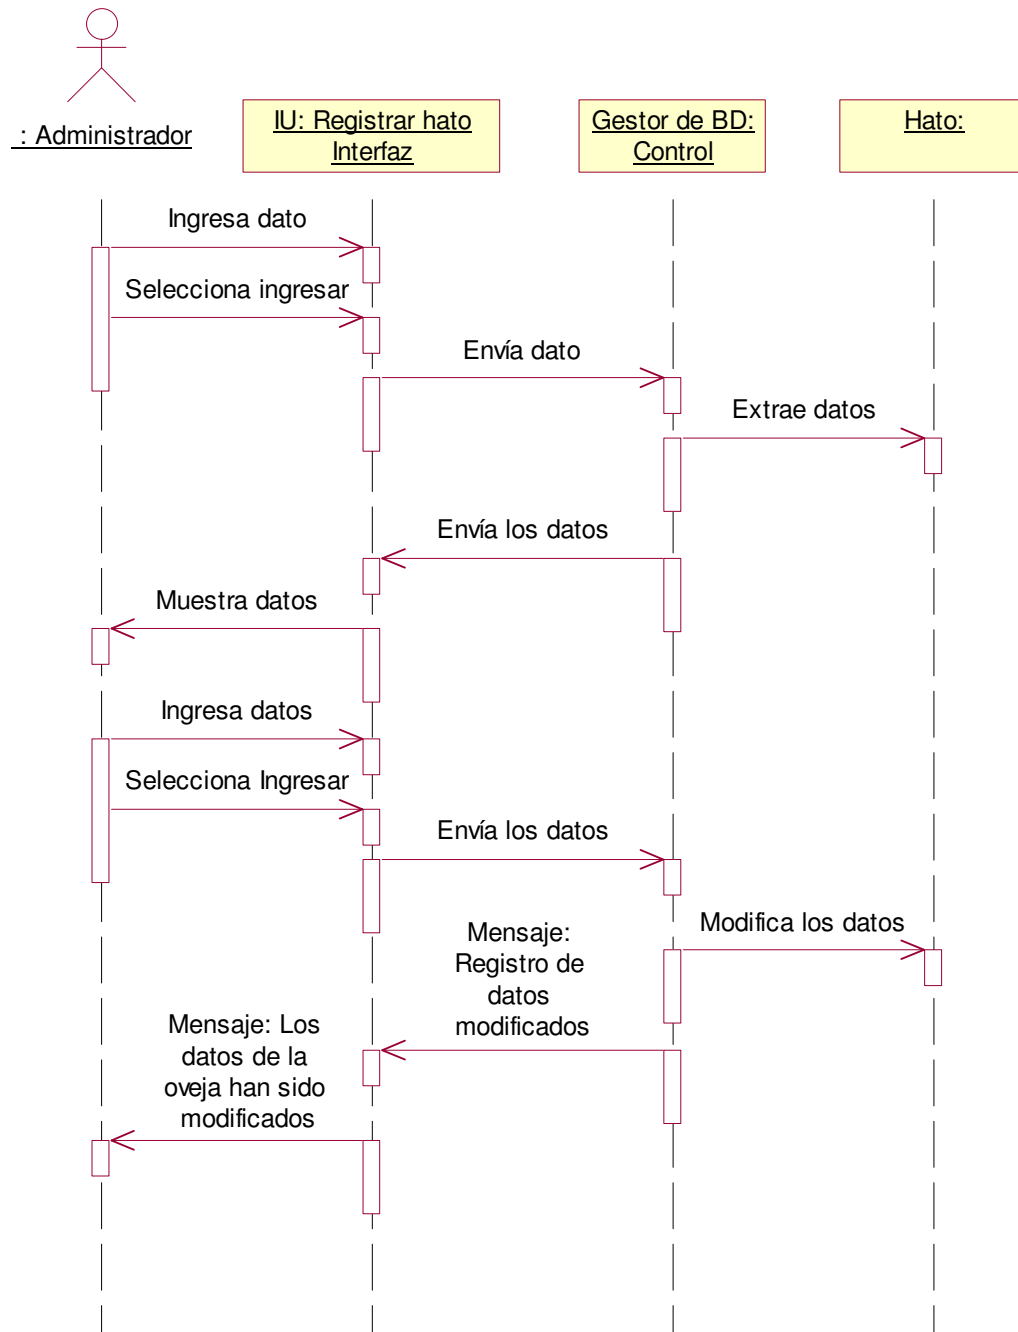 : Administrador
IU: Registrar hato
Interfaz
Gestor de BD:
Control
Hato:
Ingresa dato
Selecciona ingresar
Envía dato
Extrae datos
Envía los datos
Muestra datos
Ingresa datos
Selecciona Ingresar
Envía los datos
Modifica los datos
Mensaje:
Registro de
datos
modificados
Mensaje: Los
datos de la
oveja han sido
modificados